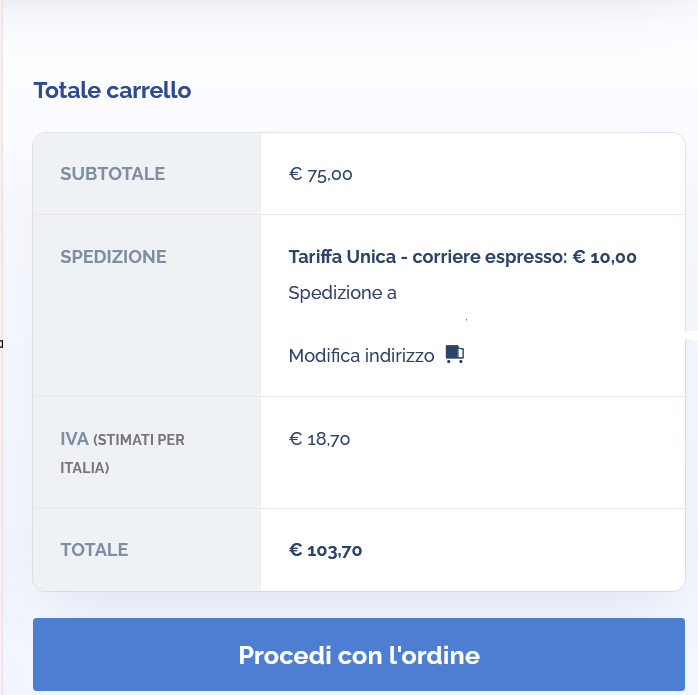 Totale carrello
SUBTOTALE
€ 75,00
SPEDIZIONE
Tariffa Unica - corriere espresso: € 10,00
Spedizione a
Modifica indirizzo
IVA (STIMATI PER
ITALIA)
€ 18,70
TOTALE
€ 103,70
Procedi con l'ordine